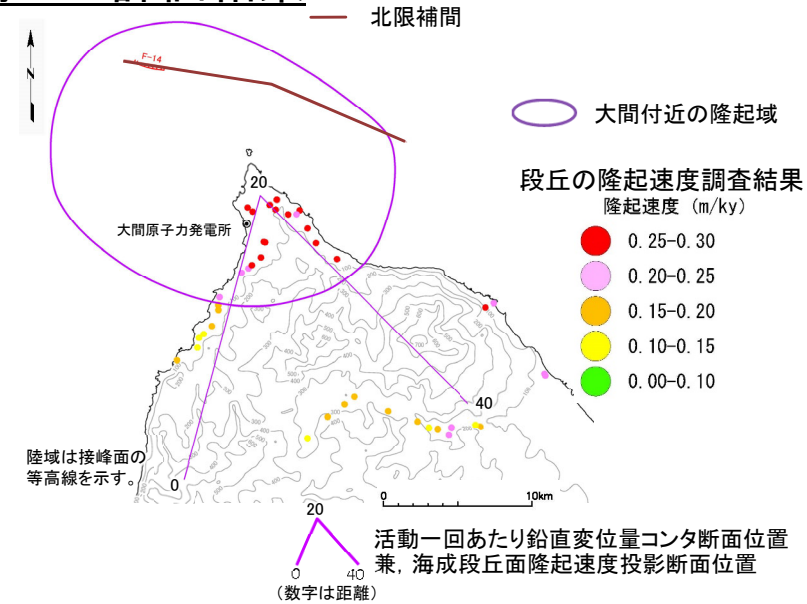 北限補間
N
F-14
大間付近の隆起域
20
大間原子力発電所
段丘の隆起速度調査結果
隆起速度 (m/ky)
0.25-0.30
0.20-0.25
0.15-0.20
0.10-0.15
0.00-0.10
40
陸域は接峰面の
等高線を示す。
0
0 10km
20
0 40
(数字は距離)
活動一回あたり鉛直変位量コンタ断面位置
兼, 海成段丘面隆起速度投影断面位置